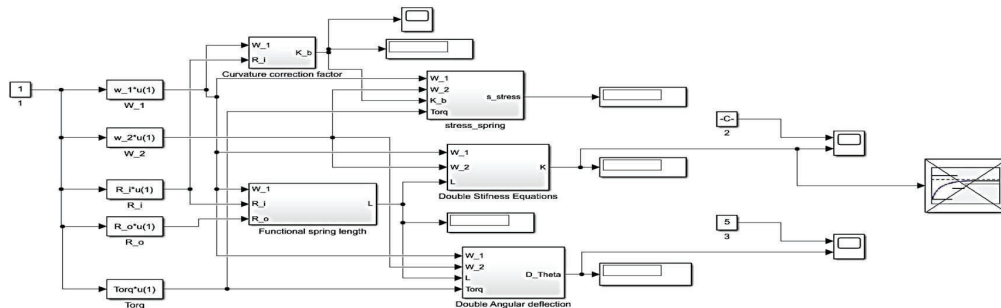 1
1
w_1*u(1)
W_1
w_2*u(1)
W_2
R_i*u(1)
R_i
R_o*u(1)
R_o
Torq*u(1)
Torq
W_1
R_i
K_b
Curvature correction factor
W_1
W_2
K_b
Torq
s_stress
stress_spring
W_1
W_2
L
K
Double Stifness Equations
W_1
R_i
R_o
L
Functional spring length
W_1
W_2
L
Torq
D_Theta
Double Angular deflection
-C-
2
5
3